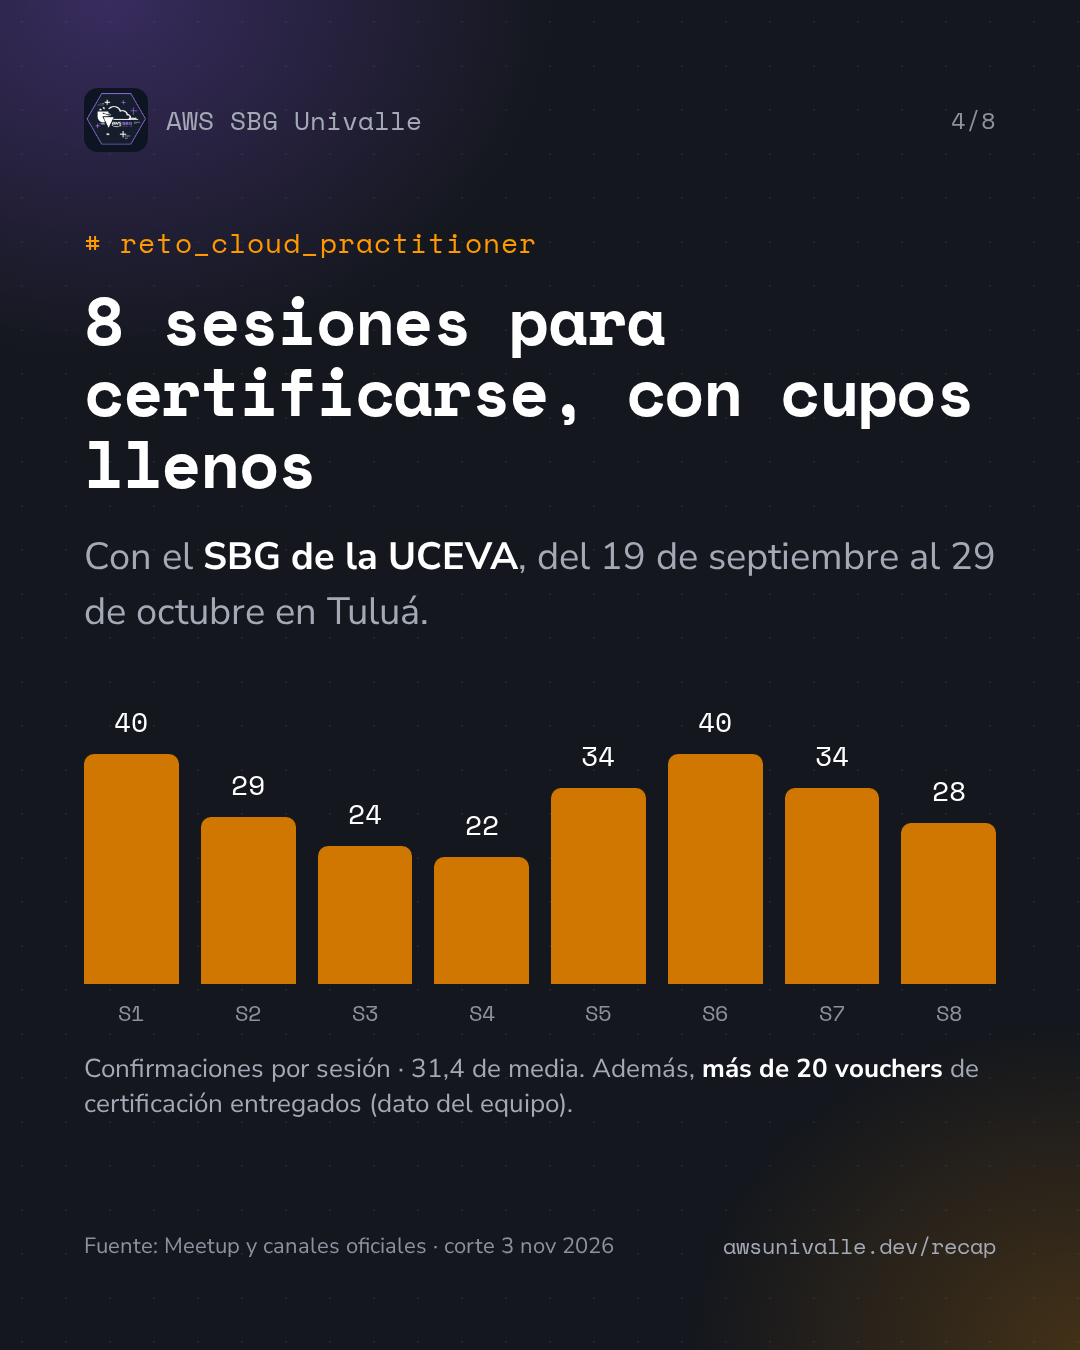 AWS SBG Univalle
4/8
# reto_cloud_practitioner
8 sesiones para
certificarse, con cupos
llenos
Con el SBG de la UCEVA, del 19 de septiembre al 29
de octubre en Tuluá.
40
29
24
22
34
40
34
28
S1
S2
S3
S4
S5
S6
S7
S8
Confirmaciones por sesión · 31,4 de media. Además, más de 20 vouchers de
certificación entregados (dato del equipo).
Fuente: Meetup y canales oficiales · corte 3 nov 2026
awsunivalle.dev/recap